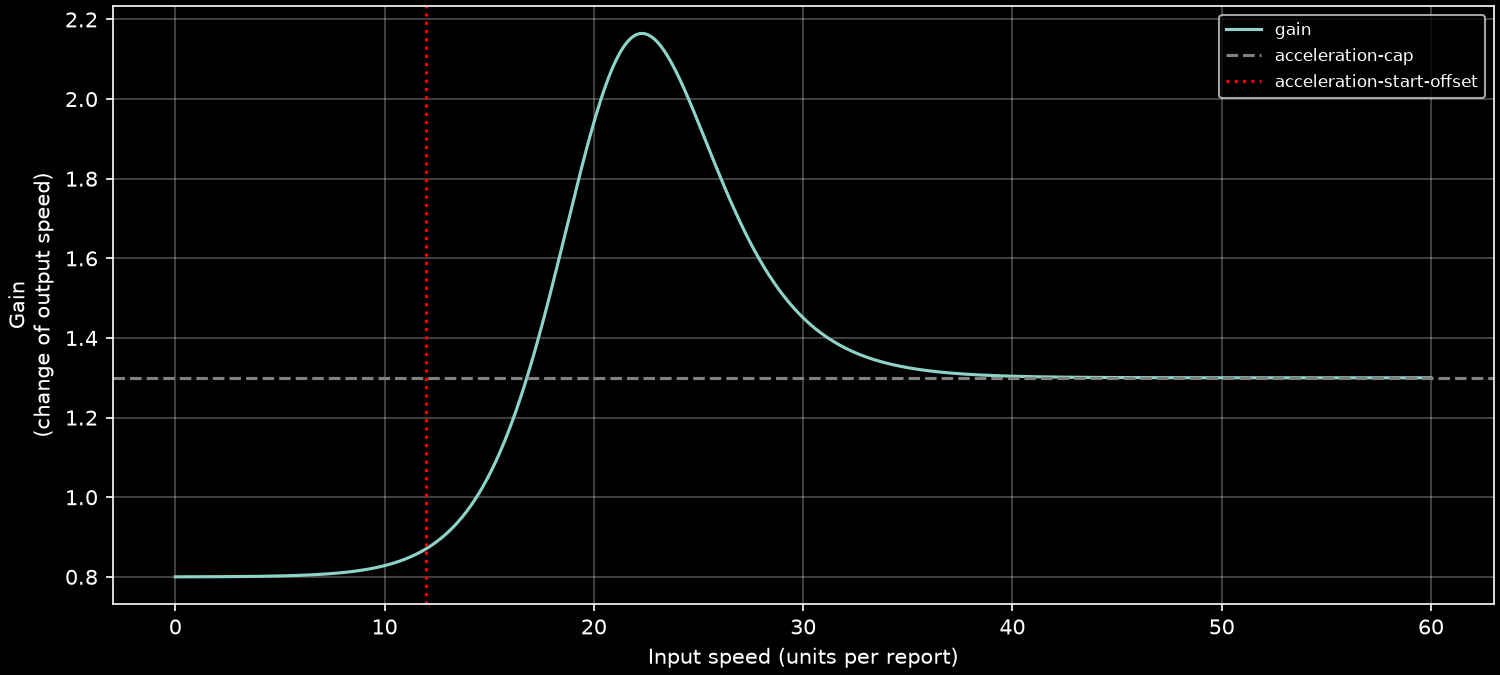 gain
acceleration-cap
acceleration-start-offset
Gain
(change of output speed)
2.2
2.0
1.8
1.6
1.4
1.2
1.0
0.8
0
10
20
30
40
50
60
Input speed (units per report)